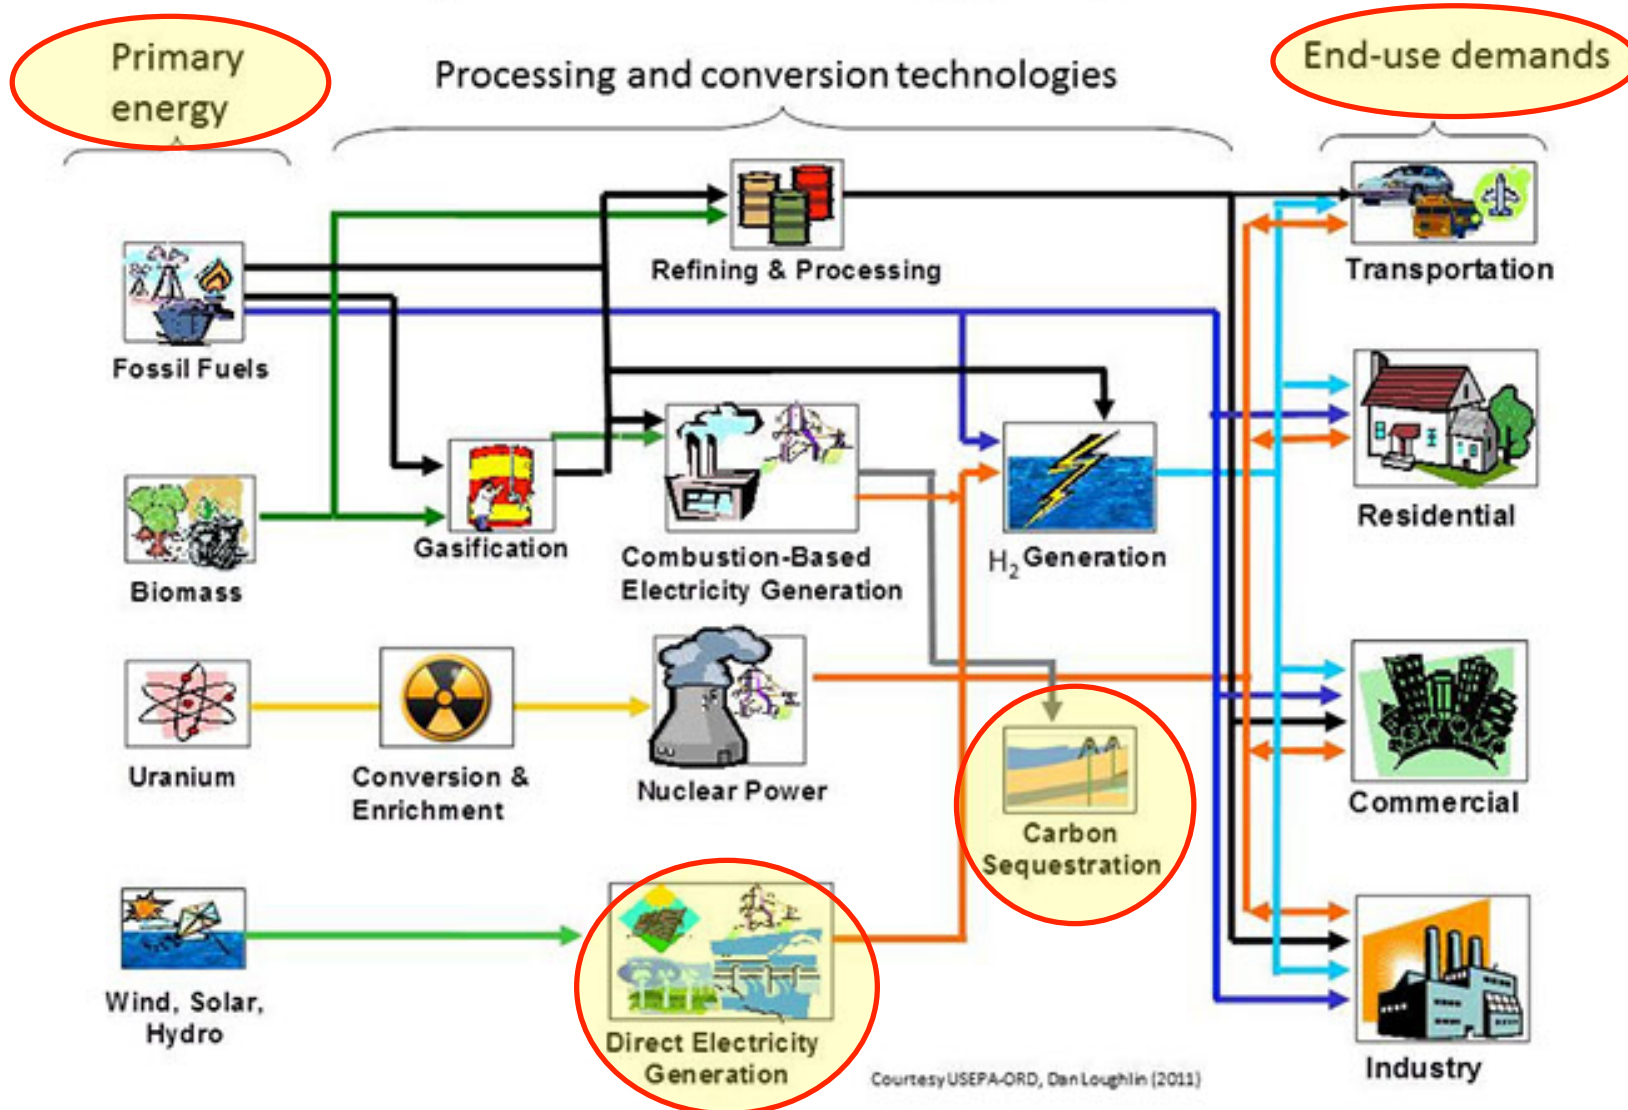 Primary
energy
Processing and conversion technologies
End-use demands
Refining & Processing
Transportation
Fossil Fuels
Gasification
Combustion-Based
Electricity Generation
H2 Generation
Residential
Biomass
Uranium
Conversion &
Enrichment
Nuclear Power
Carbon
Sequestration
Commercial
Wind, Solar,
Hydro
Direct Electricity
Generation
Industry
Courtesy USEPA-ORD, Dan Loughlin (2011)